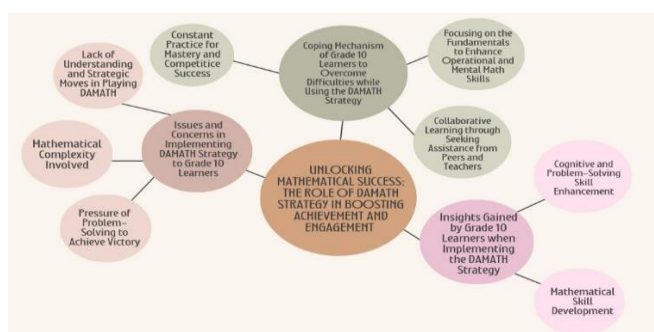 Constant
Practice for
Mastery and
Competitice
Success
Coping Mechanism
of Grade 10
Learners to
Overcome
Difficulties while
Using the DAMATH
Strategy
Focusing on the
Fundamentals
to Enhance
Operational and
Mental Math
Skills
Lack of
Understanding
and Strategic
Moves in Playing
DAMATH
Issues and
Concerns in
Implementing
DAMATH Strategy
to Grade 10
Learners
Collaborative
Learning through
Seeking
Assistance from
Peers and
Teachers
Mathematical
Complexity
Involved
UNLOCKING
MATHEMATICAL SUCCESS:
THE ROLE OF DAMATH
STRATEGY IN BOOSTING
ACHIEVEMENT AND
ENGAGEMENT
Cognitive and
Problem-Solving
Skill
Enhancement
Pressure of
Problem-
Solving to
Achieve Victory
Insights Gained
by Grade 10
Learners when
Implementing
the DAMATH
Strategy
Mathematical
Skill
Development